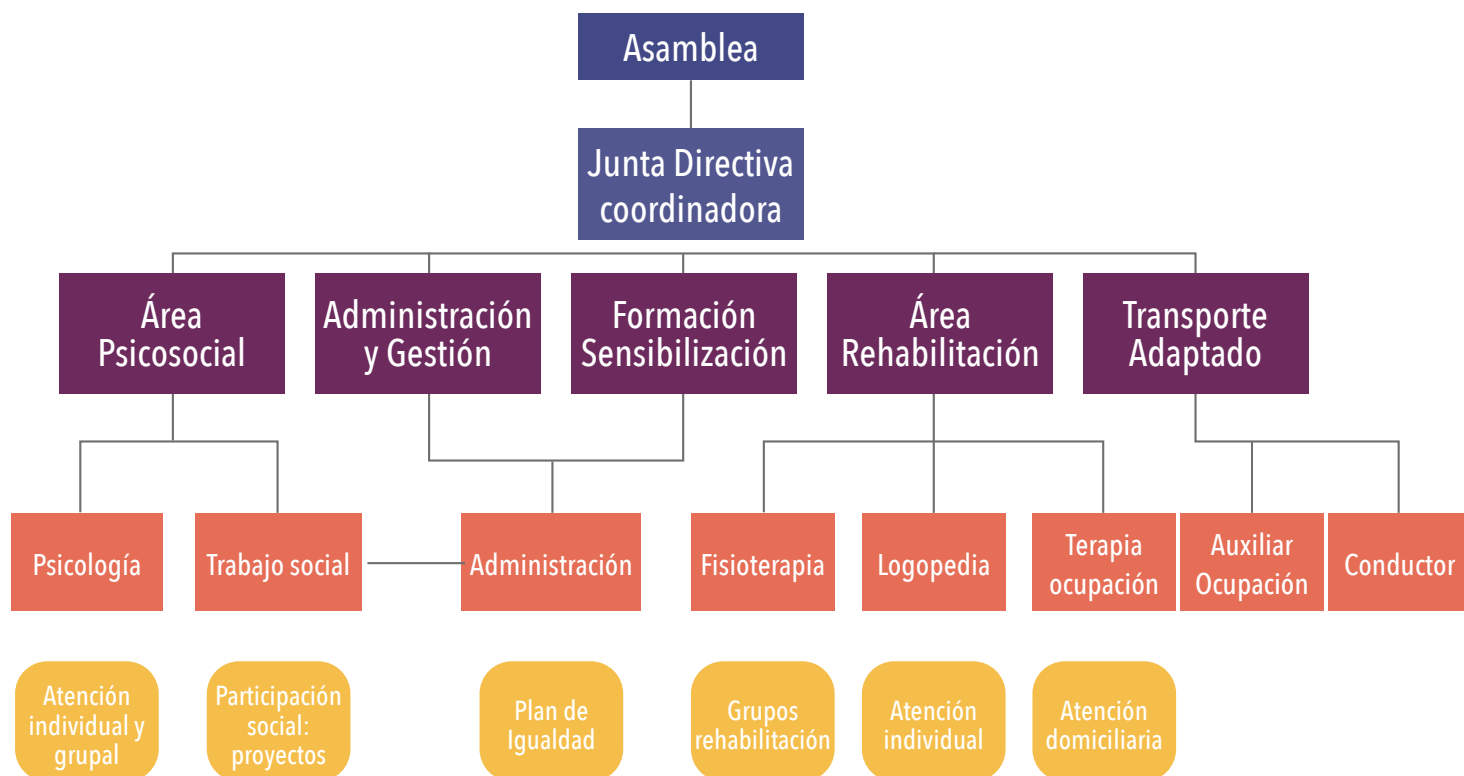 Asamblea
Junta Directiva
coordinadora
Área
Psicosocial
Administración
y Gestión
Formación
Sensibilización
Área
Rehabilitación
Transporte
Adaptado
Psicología
Trabajo social
Administración
Fisioterapia
Logopedia
Terapia
ocupación
Auxiliar
Ocupación
Conductor
Atención
individual y
grupal
Participación
social:
proyectos
Plan de
Igualdad
Grupos
rehabilitación
Atención
individual
Atención
domiciliaria